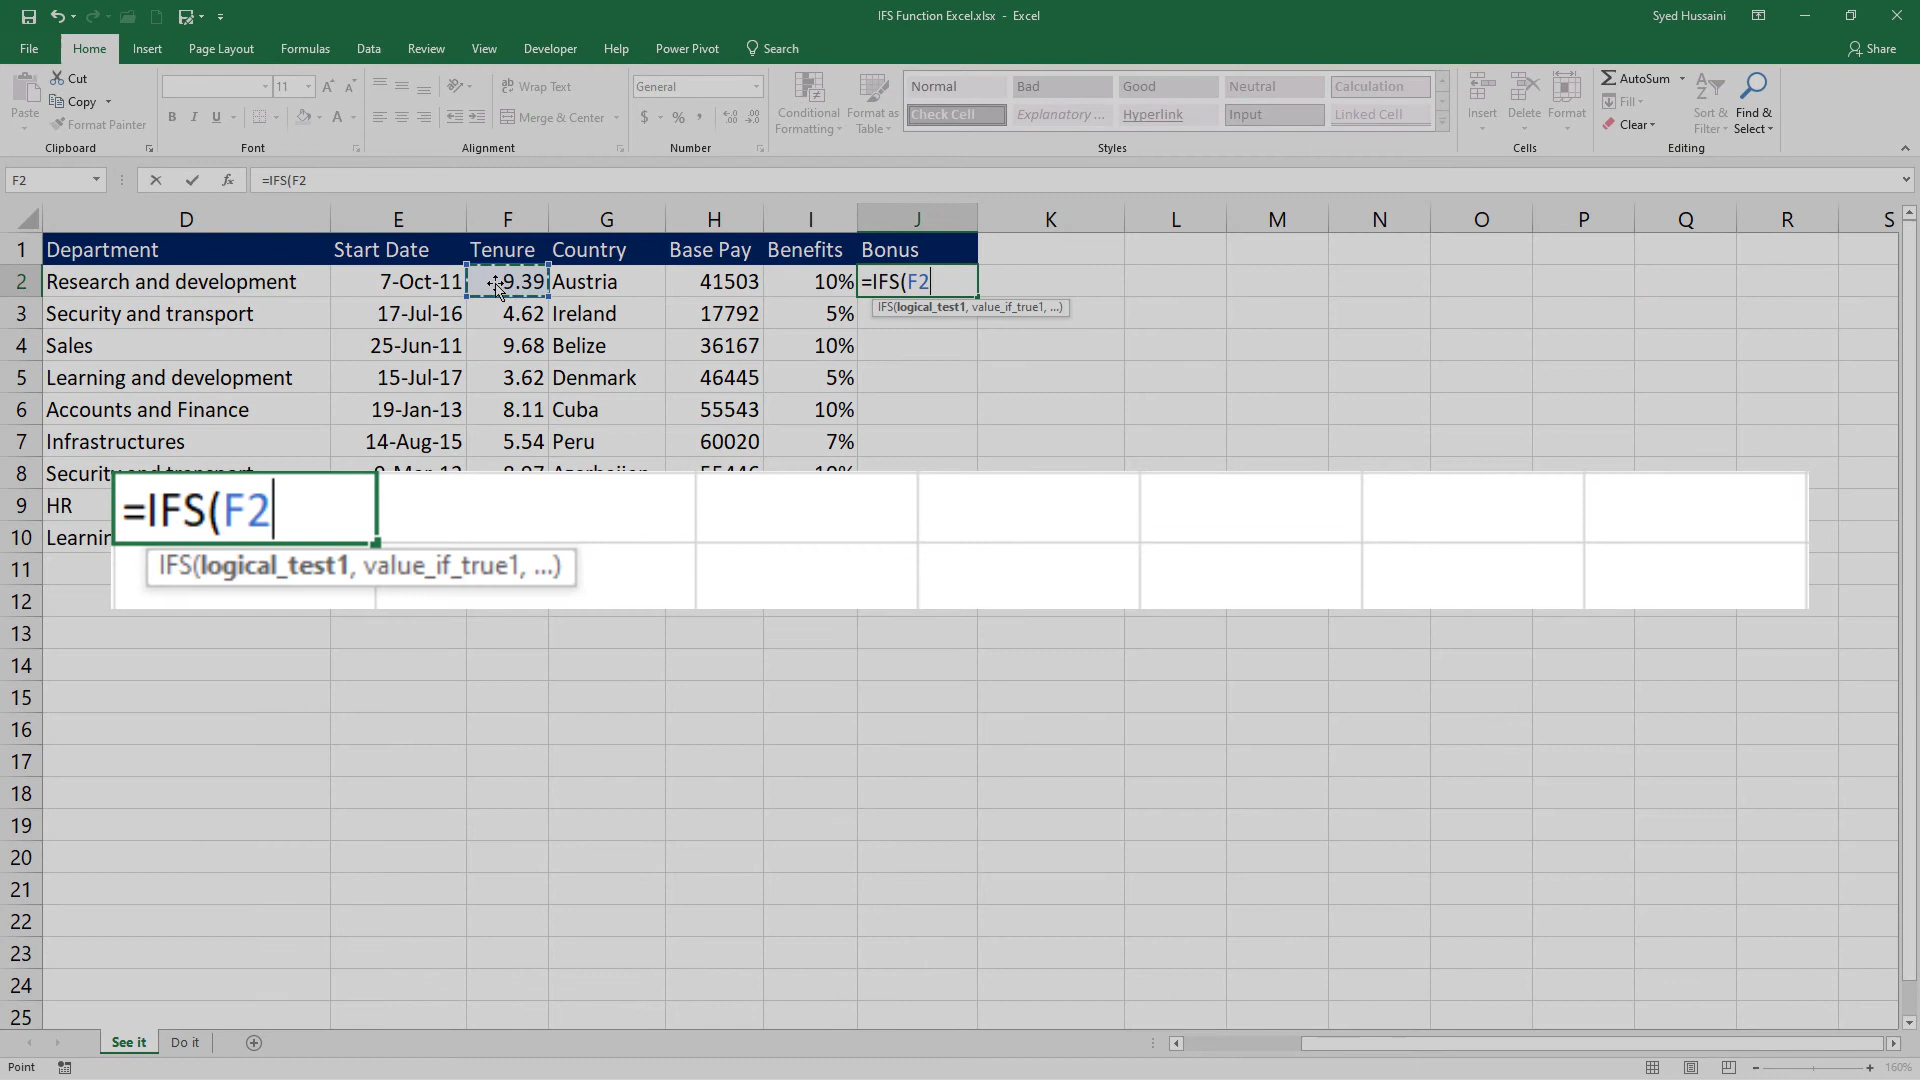 IFS Function Excel.xlsx - Excel
Syed Hussaini
File Home Insert Page Layout Formulas Data Review View Developer Help Power Pivot Search Share
Paste
Cut
Copy
Format Painter
Clipboard
11 A A
B I U A
Font
Wrap Text
Merge & Center
Alignment
General
$ % ,
Number
Conditional Formatting
Format as Table
Normal Bad Good Neutral Calculation
Check Cell Explanatory ... Hyperlink Input Linked Cell
Styles
Insert Delete Format
Cells
AutoSum
Fill
Clear
Sort & Filter
Find & Select
Editing
F2 fx =IFS(F2
D E F G H I J K L M N O P Q R S
1 Department Start Date Tenure Country Base Pay Benefits Bonus
2 Research and development 7-Oct-11 9.39 Austria 41503 10% =IFS(F2
IFS(logical_test1, value_if_true1, ...)
3 Security and transport 17-Jul-16 4.62 Ireland 17792 5%
4 Sales 25-Jun-11 9.68 Belize 36167 10%
5 Learning and development 15-Jul-17 3.62 Denmark 46445 5%
6 Accounts and Finance 19-Jan-13 8.11 Cuba 55543 10%
7 Infrastructures 14-Aug-15 5.54 Peru 60020 7%
8
=IFS(F2
IFS(logical_test1, value_if_true1, ...)
9 HR
10 Learnin
11
12
13
14
15
16
17
18
19
20
21
22
23
24
25
See it Do it
Point 160%